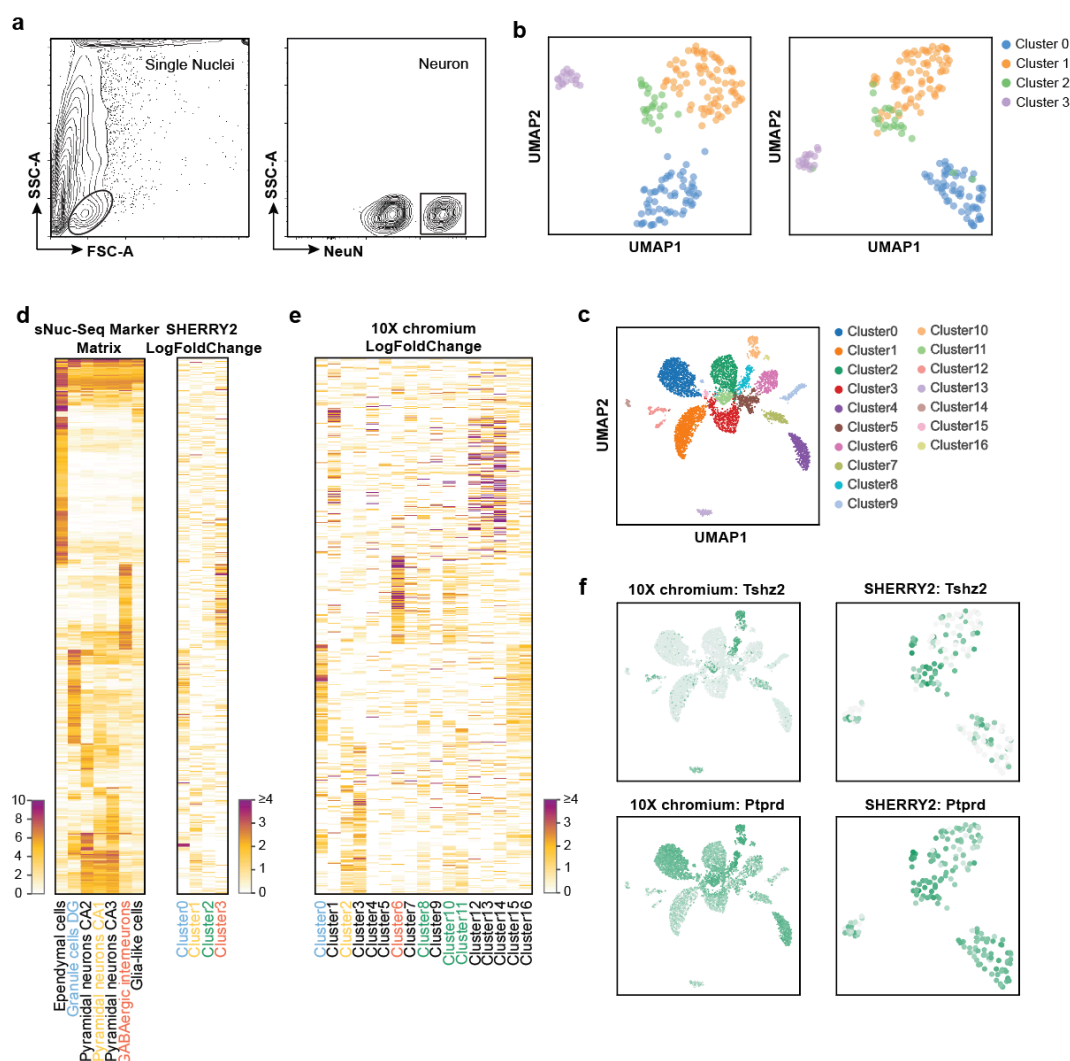 a
Single Nuclei
SSC-A
FSC-A
Neuron
SSC-A
NeuN
b
UMAP2
UMAP1
UMAP2
UMAP1
Cluster 0
Cluster 1
Cluster 2
Cluster 3
d
sNuc-Seq Marker
Matrix
SHERRY2
LogFoldChange
10
8
6
4
2
0
≥4
3
2
1
0
Ependymal cells
Granule cells DG
Pyramidal neurons CA2
Pyramidal neurons CA1
Pyramidal neurons CA3
GABAergic interneurons
Glia-like cells
Cluster0
Cluster1
Cluster2
Cluster3
e
10X chromium
LogFoldChange
≥4
3
2
1
0
Cluster0
Cluster1
Cluster2
Cluster3
Cluster4
Cluster5
Cluster6
Cluster7
Cluster8
Cluster9
Cluster10
Cluster11
Cluster12
Cluster13
Cluster14
Cluster15
Cluster16
c
UMAP2
UMAP1
Cluster0
Cluster1
Cluster2
Cluster3
Cluster4
Cluster5
Cluster6
Cluster7
Cluster8
Cluster9
Cluster10
Cluster11
Cluster12
Cluster13
Cluster14
Cluster15
Cluster16
f
10X chromium: Tshz2
SHERRY2: Tshz2
10X chromium: Ptprd
SHERRY2: Ptprd